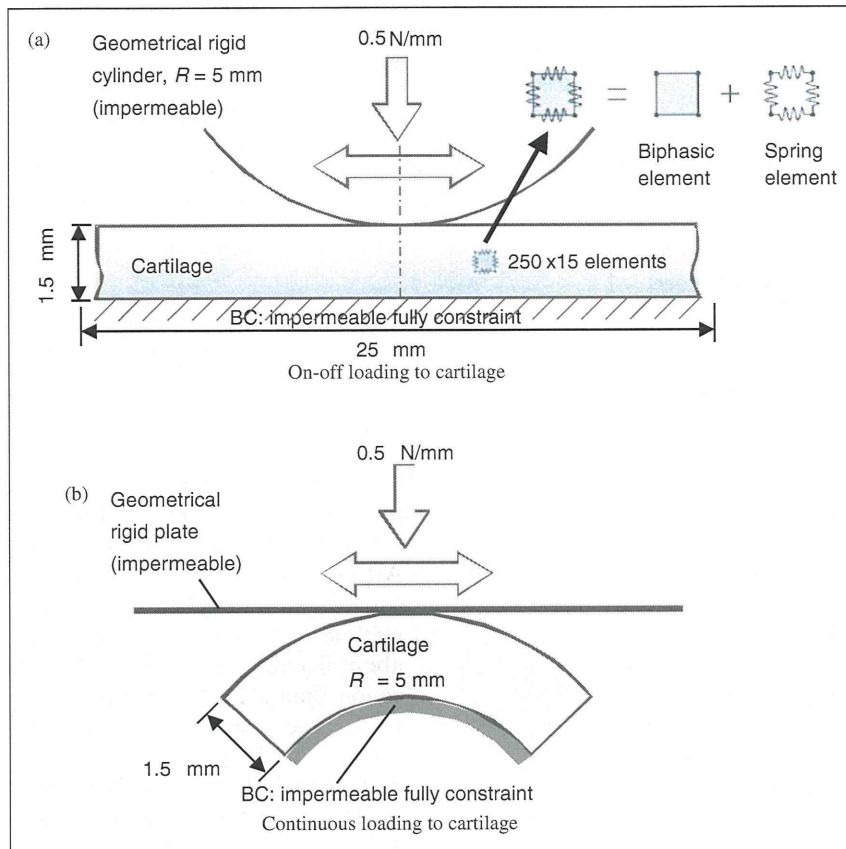 (a)
Geometrical rigid
cylinder, R = 5 mm
(impermeable)
0.5 N/mm
=
+
Biphasic
element
Spring
element
1.5 mm
Cartilage
250 x15 elements
BC: impermeable fully constraint
25 mm
On-off loading to cartilage
0.5 N/mm
(b)
Geometrical
rigid plate
(impermeable)
Cartilage
R = 5 mm
1.5 mm
BC: impermeable fully constraint
Continuous loading to cartilage